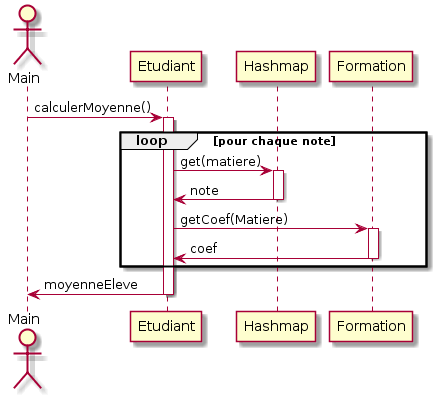 Main
Etudiant
Hashmap
Formation
calculerMoyenne()
loop
[pour chaque note]
get(matiere)
note
getCoef(Matiere)
coef
moyenneEleve
Main
Etudiant
Hashmap
Formation